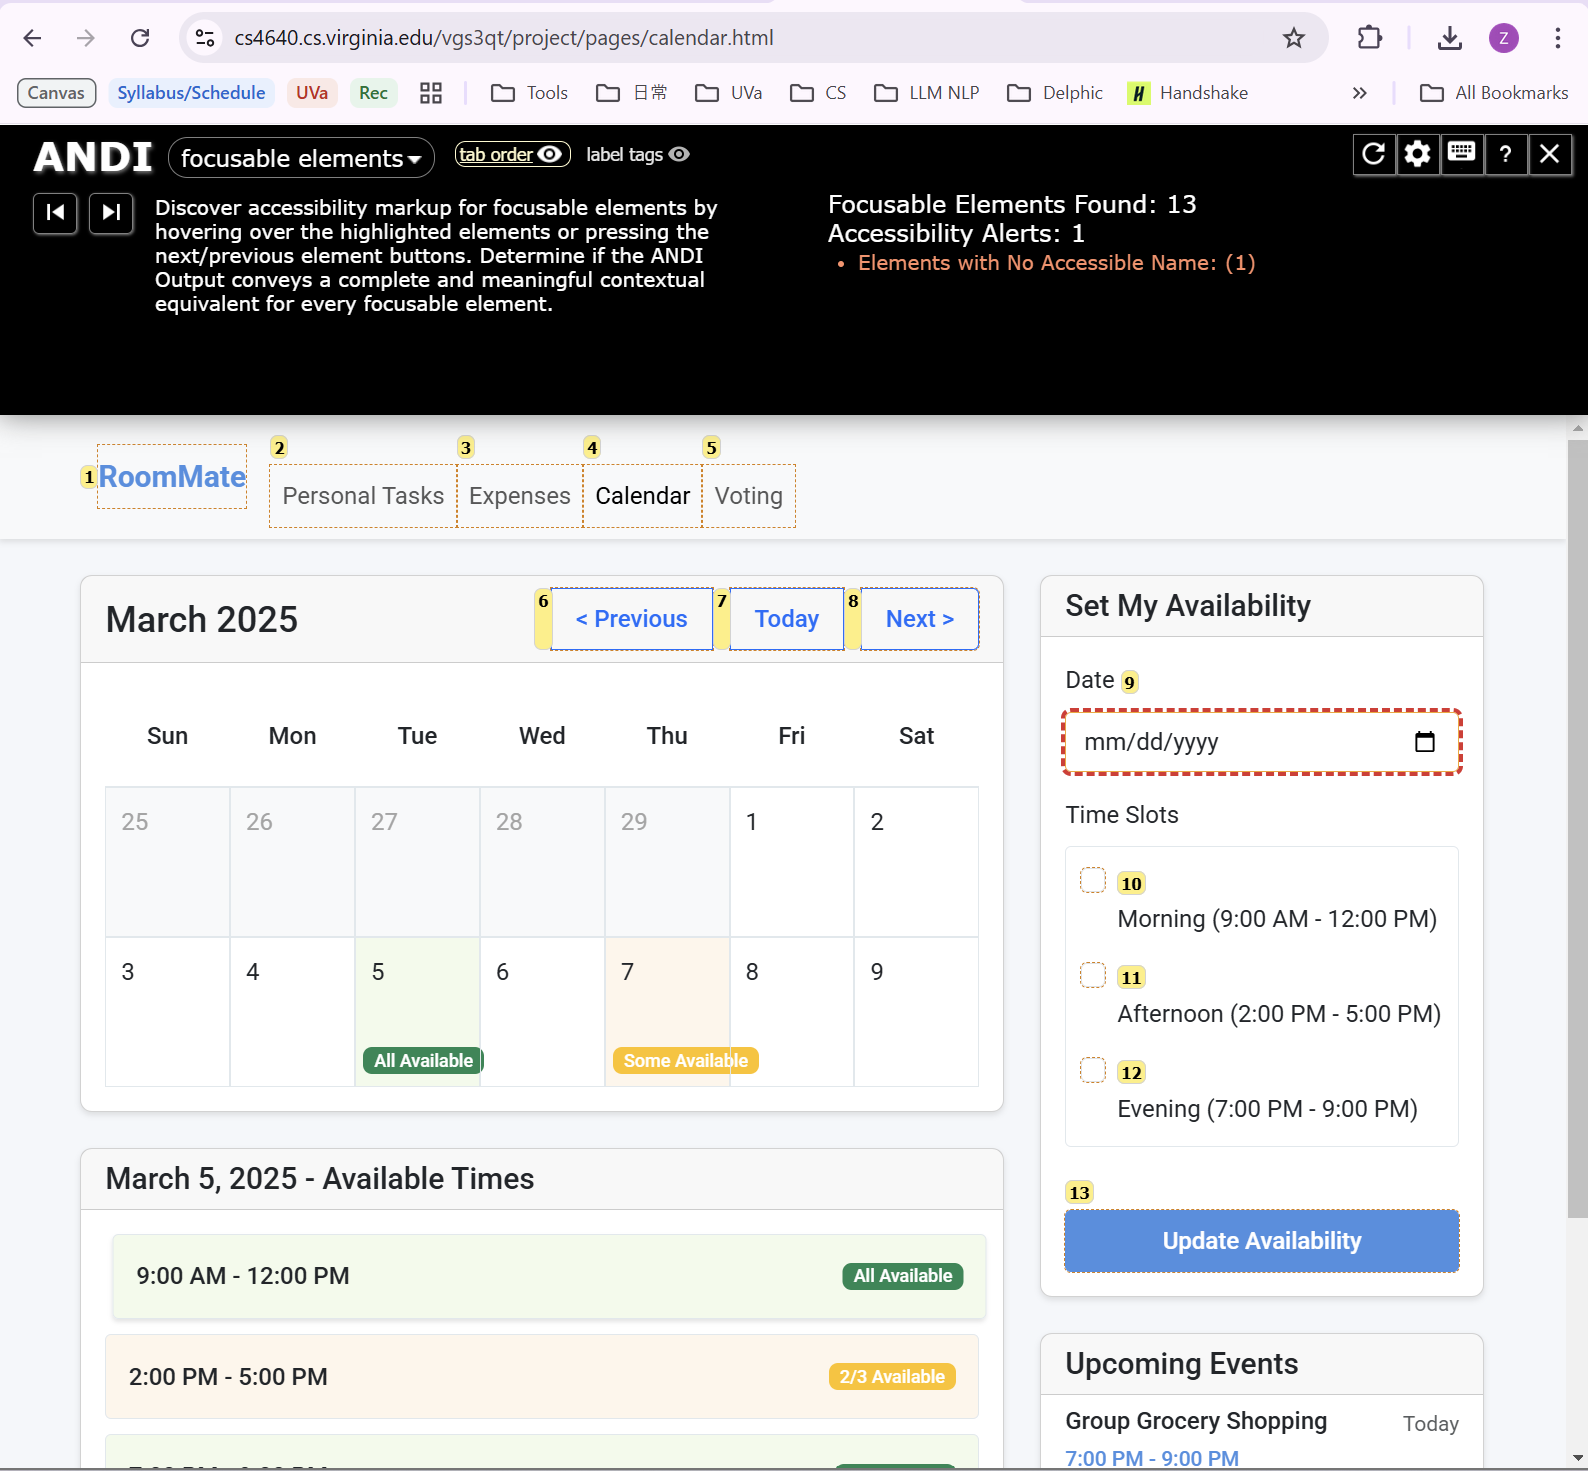 cs4640.cs.virginia.edu/vgs3qt/project/pages/calendar.html
Z
Canvas Syllabus/Schedule UVa Rec Tools 日常 UVa CS LLM NLP Delphic Handshake » All Bookmarks
ANDI focusable elements tab order label tags ?
Discover accessibility markup for focusable elements by
hovering over the highlighted elements or pressing the
next/previous element buttons. Determine if the ANDI
Output conveys a complete and meaningful contextual
equivalent for every focusable element.
Focusable Elements Found: 13
Accessibility Alerts: 1
• Elements with No Accessible Name: (1)
2 3 4 5
1 RoomMate Personal Tasks Expenses Calendar Voting
March 2025 6 < Previous 7 Today 8 Next >
Sun Mon Tue Wed Thu Fri Sat
25 26 27 28 29 1 2
3 4 5 6 7 8 9
All Available Some Available
March 5, 2025 - Available Times
9:00 AM - 12:00 PM All Available
2:00 PM - 5:00 PM 2/3 Available
Set My Availability
Date 9
mm/dd/yyyy
Time Slots
10
Morning (9:00 AM - 12:00 PM)
11
Afternoon (2:00 PM - 5:00 PM)
12
Evening (7:00 PM - 9:00 PM)
13
Update Availability
Upcoming Events
Group Grocery Shopping Today
7:00 PM - 9:00 PM